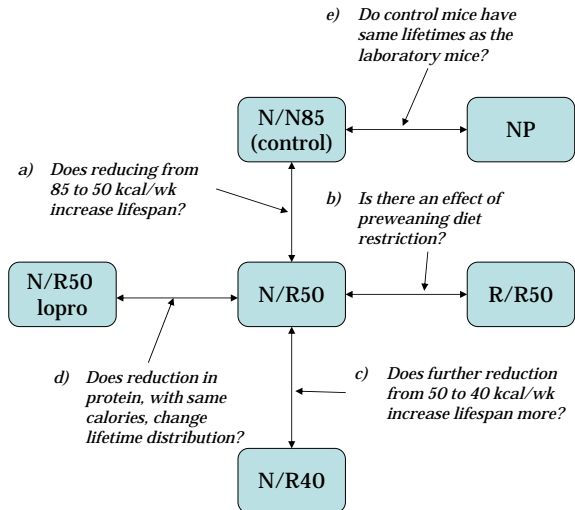 e) Do control mice have
same lifetimes as the
laboratory mice?
N/N85
(control)
NP
a) Does reducing from
85 to 50 kcal/wk
increase lifespan?
b) Is there an effect of
preweaning diet
restriction?
N/R50
lopro
N/R50
R/R50
d) Does reduction in
protein, with same
calories, change
lifetime distribution?
c) Does further reduction
from 50 to 40 kcal/wk
increase lifespan more?
N/R40